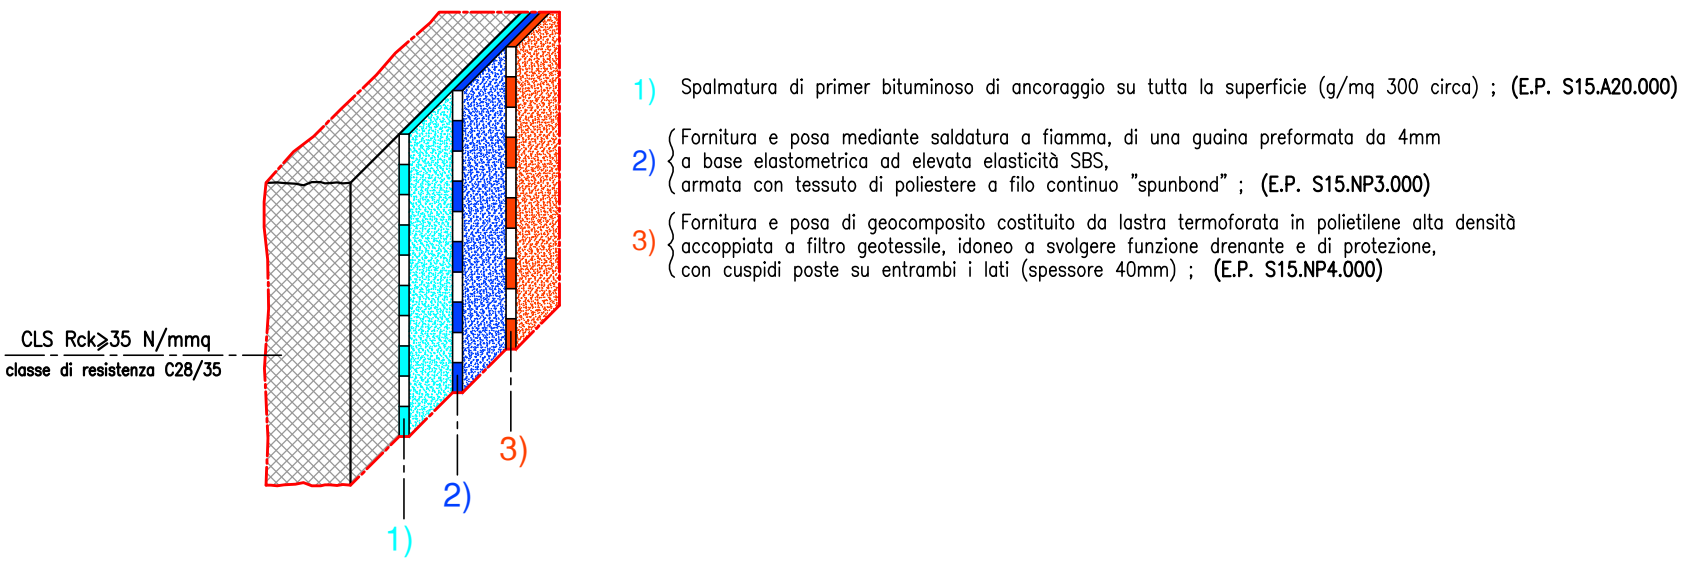 1) Spalmatura di primer bituminoso di ancoraggio su tutta la superficie (g/mq 300 circa) ; (E.P. S15.A20.000)
2) Fornitura e posa mediante saldatura a fiamma, di una guaina preformata da 4mm
a base elastometrica ad elevata elasticità SBS,
armata con tessuto di poliestere a filo continuo "spunbond" ; (E.P. S15.NP3.000)
3) Fornitura e posa di geocomposito costituito da lastra termoforata in polietilene alta densità
accoppiata a filtro geotessile, idoneo a svolgere funzione drenante e di protezione,
con cuspidi poste su entrambi i lati (spessore 40mm) ; (E.P. S15.NP4.000)
CLS Rck⩾35 N/mmq
classe di resistenza C28/35
3)
2)
1)